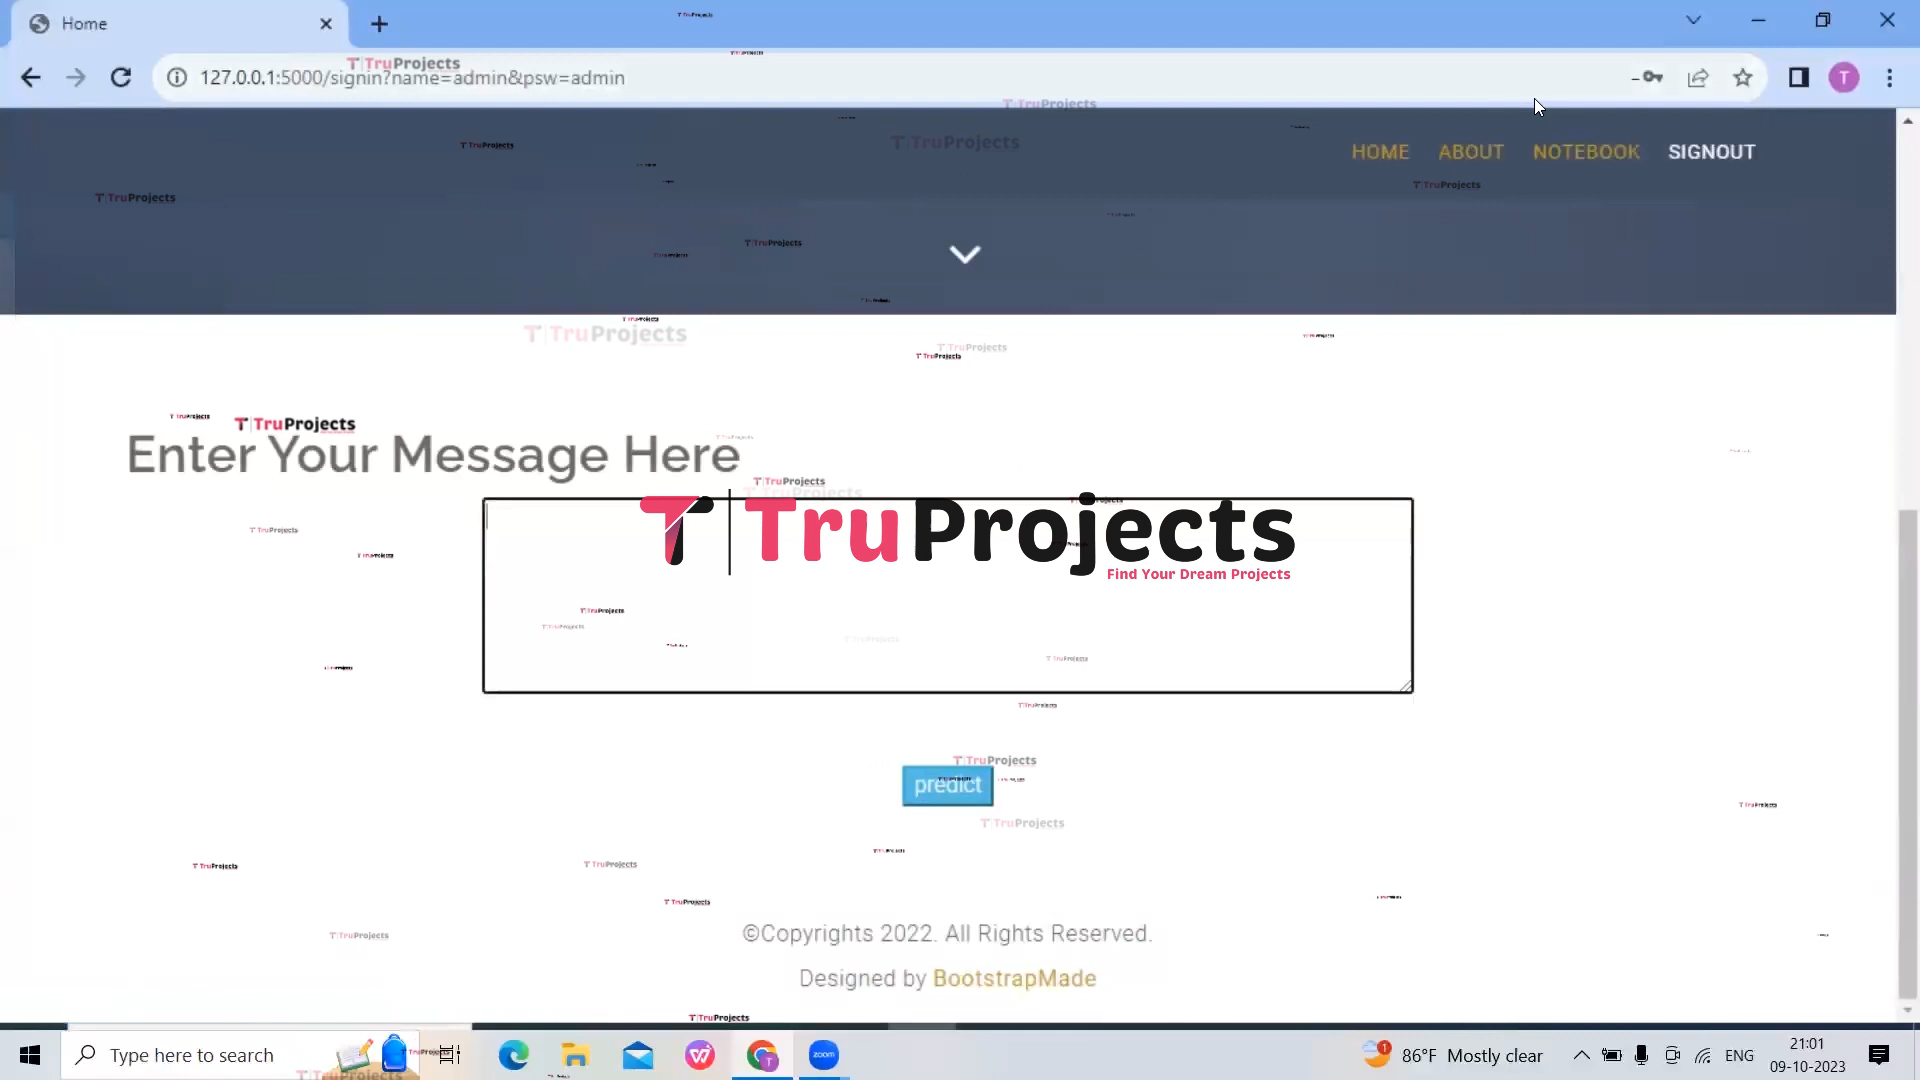 Home
127.0.0.1:5000/signin?name=admin&psw=admin
T
HOME ABOUT NOTEBOOK SIGNOUT
Enter Your Message Here
TruProjects
Find Your Dream Projects
predict
©Copyrights 2022. All Rights Reserved.
Designed by BootstrapMade
Type here to search
zoom
1
86°F Mostly clear
ENG
21:01
09-10-2023